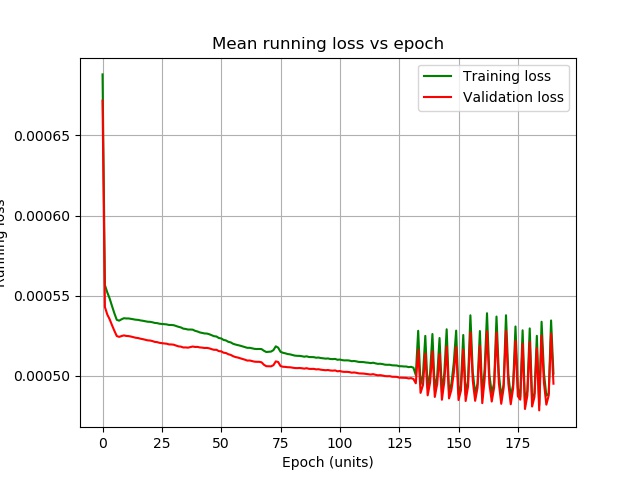 Mean running loss vs epoch
Training loss
Validation loss
0.00065
0.00060
0.00055
0.00050
Running loss
0 25 50 75 100 125 150 175
Epoch (units)